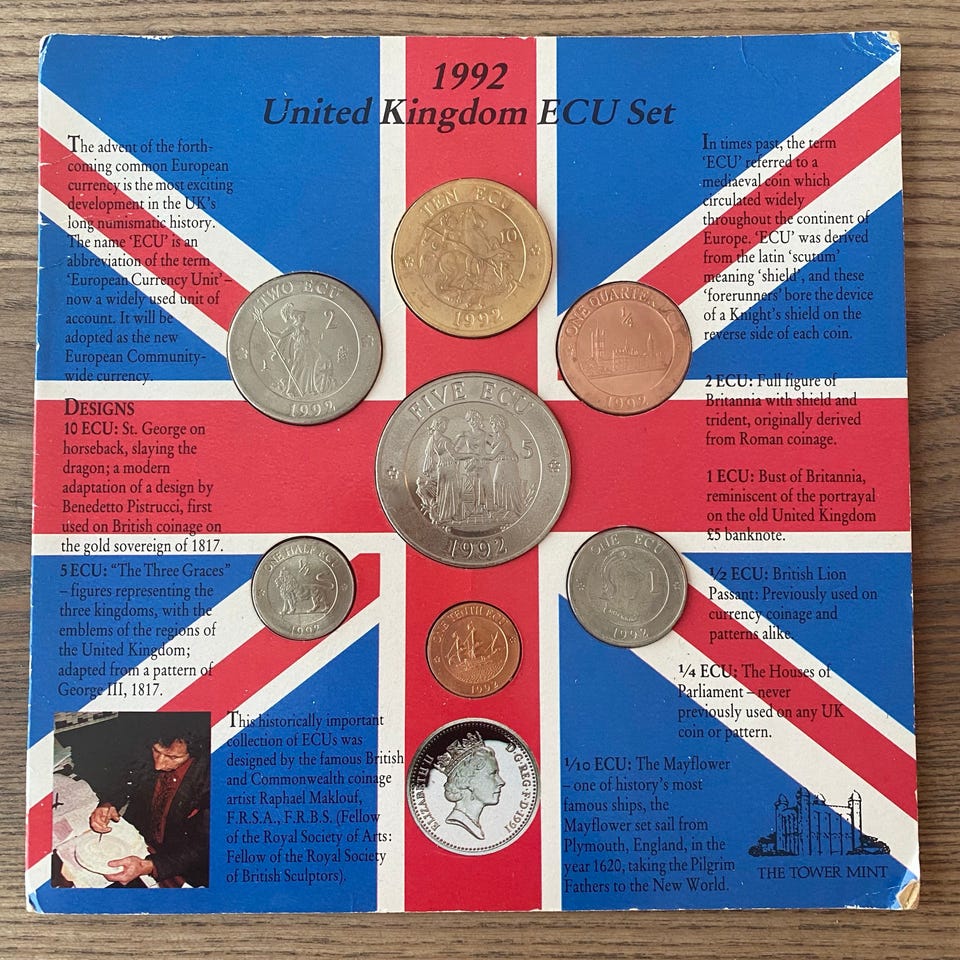 1992
United Kingdom ECU Set
The advent of the forth-
coming common European
currency is the most exciting
development in the UK's
long numismatic history.
The name 'ECU' is an
abbreviation of the term
'European Currency Unit' –
now a widely used unit of
account. It will be
adopted as the new
European Community-
wide currency.
DESIGNS
10 ECU: St. George on
horseback, slaying the
dragon; a modern
adaptation of a design by
Benedetto Pistrucci, first
used on British coinage on
the gold sovereign of 1817.
5 ECU: "The Three Graces"
– figures representing the
three kingdoms, with the
emblems of the regions of
the United Kingdom;
adapted from a pattern of
George III, 1817.
This historically important
collection of ECUs was
designed by the famous British
and Commonwealth coinage
artist Raphael Maklouf,
F.R.S.A., F.R.B.S. (Fellow
of the Royal Society of Arts:
Fellow of the Royal Society
of British Sculptors).
TEN ECU
10
1992
TWO ECU
2
1992
ONE QUARTER
¼
1992
FIVE ECU
5
1992
ONE HALF ECU
½
1992
ONE ECU
1
1992
ONE TENTH ECU
1992
ELIZABETH II D·G·REG·F·D·1991
In times past, the term
'ECU' referred to a
mediaeval coin which
circulated widely
throughout the continent of
Europe. 'ECU' was derived
from the latin 'scutum'
meaning 'shield', and these
'forerunners' bore the device
of a Knight's shield on the
reverse side of each coin.
2 ECU: Full figure of
Britannia with shield and
trident, originally derived
from Roman coinage.
1 ECU: Bust of Britannia,
reminiscent of the portrayal
on the old United Kingdom
£5 banknote.
½ ECU: British Lion
Passant: Previously used on
currency coinage and
patterns alike.
¼ ECU: The Houses of
Parliament – never
previously used on any UK
coin or pattern.
1/10 ECU: The Mayflower
– one of history's most
famous ships, the
Mayflower set sail from
Plymouth, England, in the
year 1620, taking the Pilgrim
Fathers to the New World.
THE TOWER MINT